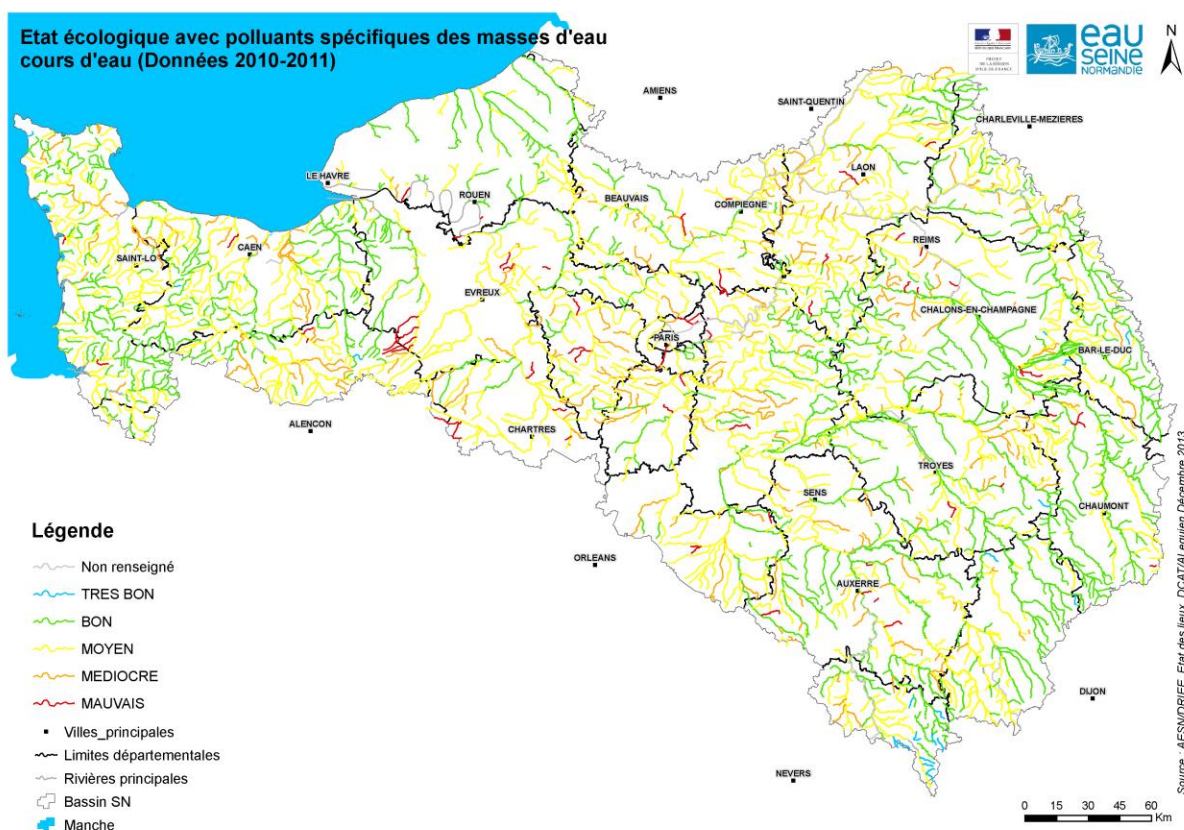 Etat écologique avec polluants spécifiques des masses d'eau
cours d'eau (Données 2010-2011)
eau
SEINE
NORMANDIE
N
AMIENS
SAINT-QUENTIN
CHARLEVILLE-MEZIERES
LE HAVRE
ROUEN
BEAUVAIS
COMPIEGNE
LAON
SAINT-LO
CAEN
EVREUX
REIMS
PARIS
CHALONS-EN-CHAMPAGNE
BAR-LE-DUC
ALENCON
CHARTRES
TROYES
SENS
CHAUMONT
ORLEANS
AUXERRE
DIJON
NEVERS
Légende
Non renseigné
TRES BON
BON
MOYEN
MEDIOCRE
MAUVAIS
Villes_principales
Limites départementales
Rivières principales
Bassin SN
Manche
0 15 30 45 60
Km
Source : AESN/DRIEE, Etat des lieux, DCAT/ALequien Décembre 2013